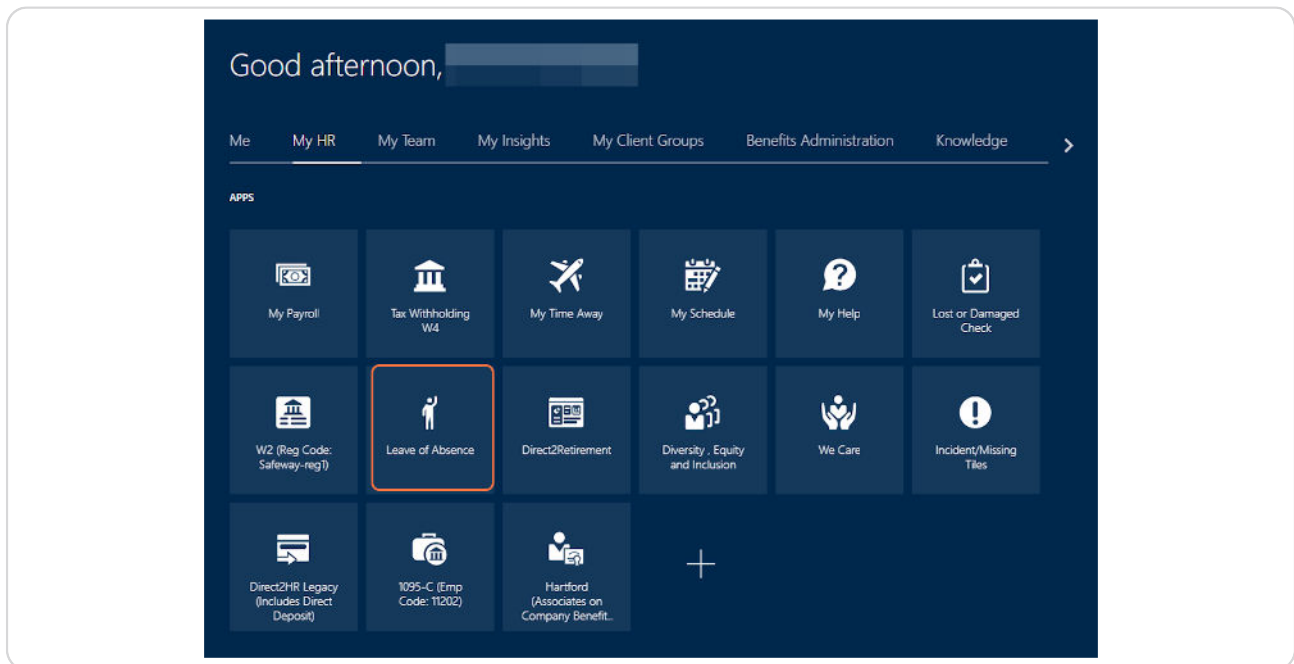 Good afternoon,
Me My HR My Team My Insights My Client Groups Benefits Administration Knowledge
APPS
My Payroll
Tax Withholding
W4
My Time Away
My Schedule
My Help
Lost or Damaged
Check
W2 (Reg Code:
Safeway-reg1)
Leave of Absence
Direct2Retirement
Diversity , Equity
and Inclusion
We Care
Incident/Missing
Tiles
Direct2HR Legacy
(Includes Direct
Deposit)
1095-C (Emp
Code: 11202)
Hartford
(Associates on
Company Benefit...